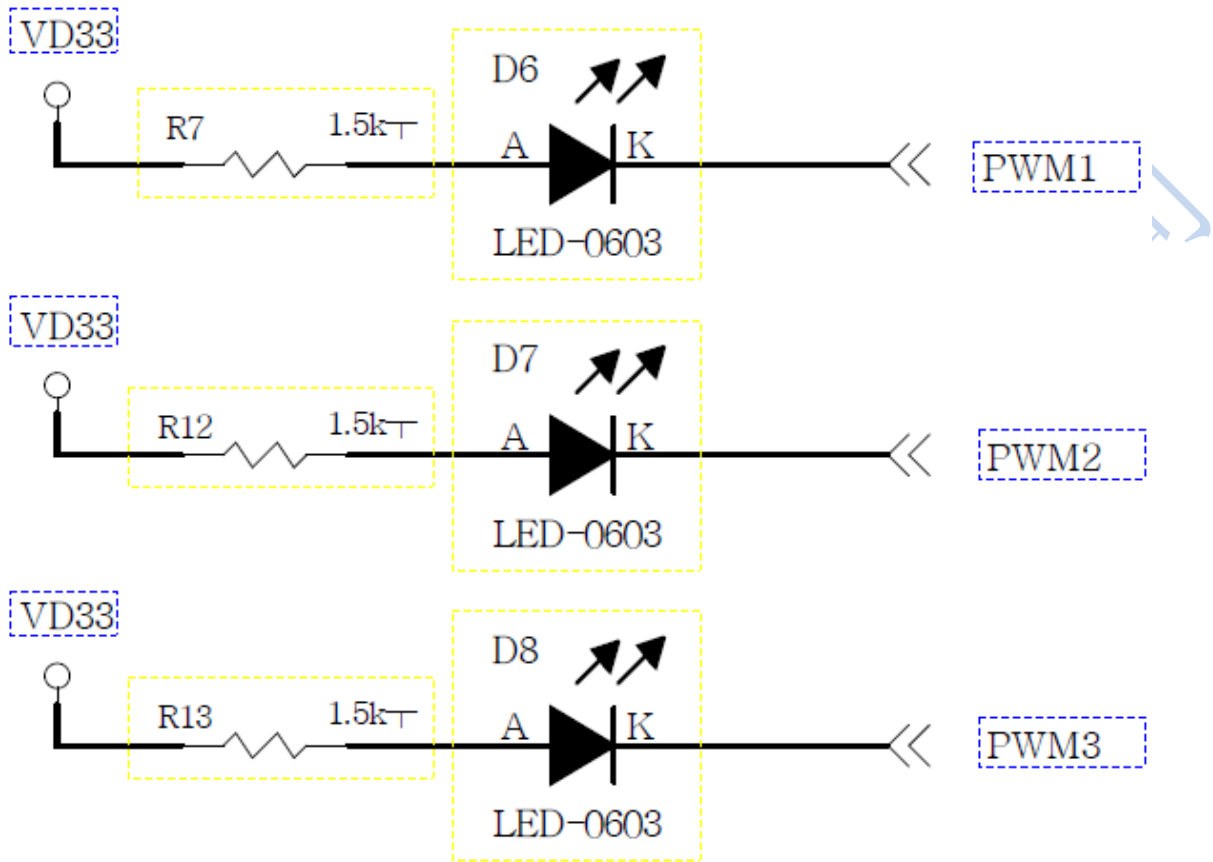 VD33
D6
R7 1.5k
A K
PWM1
LED-0603
VD33
D7
R12 1.5k
A K
PWM2
LED-0603
VD33
D8
R13 1.5k
A K
PWM3
LED-0603